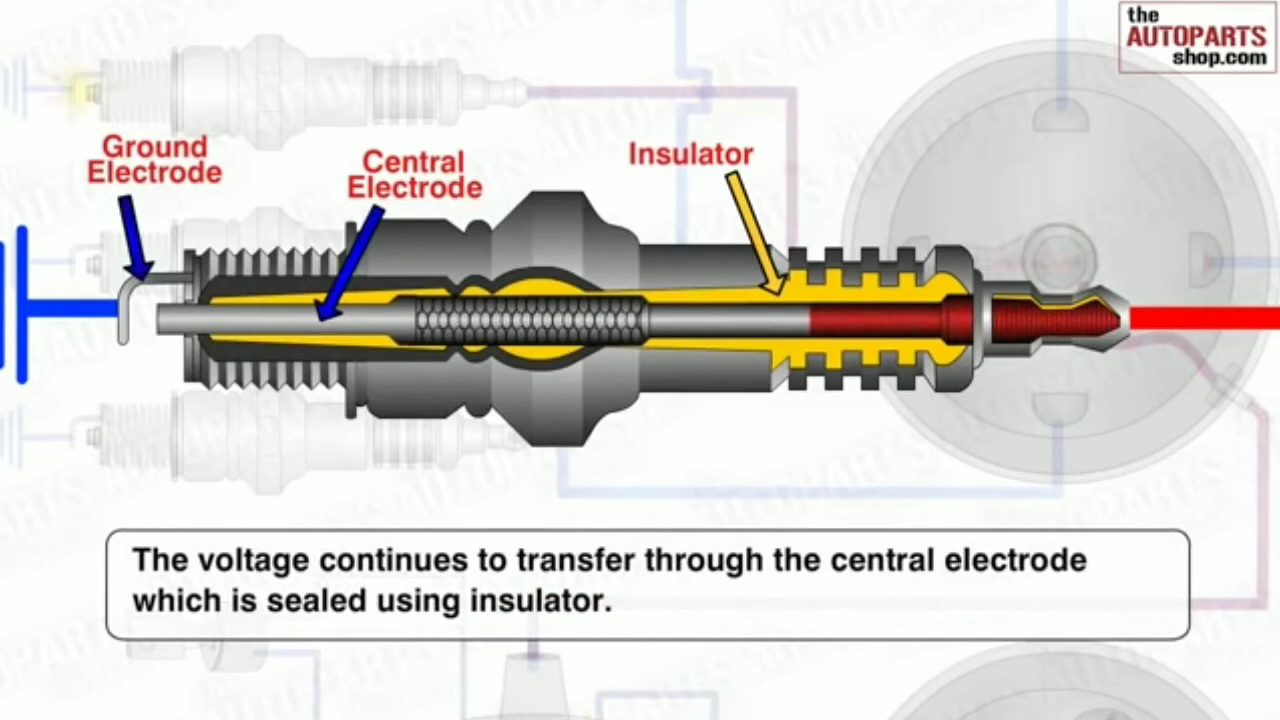 the
AUTOPARTS
shop.com
Ground
Electrode
Central
Electrode
Insulator
The voltage continues to transfer through the central electrode
which is sealed using insulator.